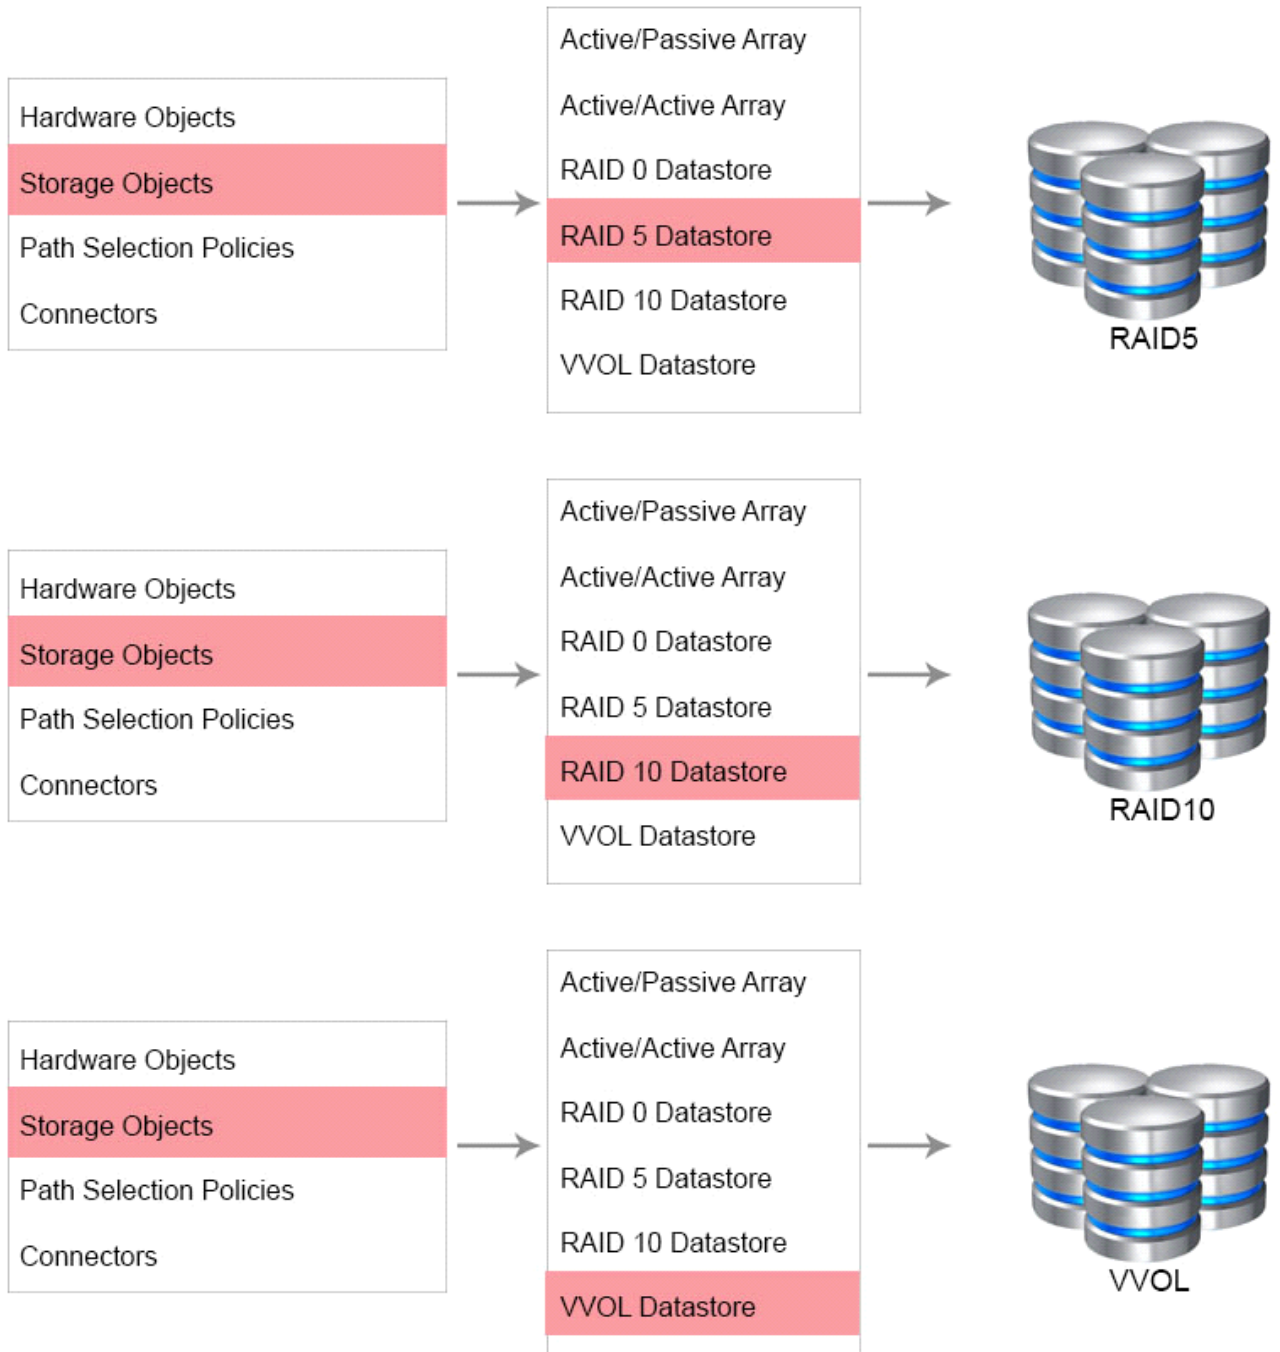 Hardware Objects
Storage Objects
Path Selection Policies
Connectors
Active/Passive Array
Active/Active Array
RAID 0 Datastore
RAID 5 Datastore
RAID 10 Datastore
VVOL Datastore
RAID5
Hardware Objects
Storage Objects
Path Selection Policies
Connectors
Active/Passive Array
Active/Active Array
RAID 0 Datastore
RAID 5 Datastore
RAID 10 Datastore
VVOL Datastore
RAID10
Hardware Objects
Storage Objects
Path Selection Policies
Connectors
Active/Passive Array
Active/Active Array
RAID 0 Datastore
RAID 5 Datastore
RAID 10 Datastore
VVOL Datastore
VVOL